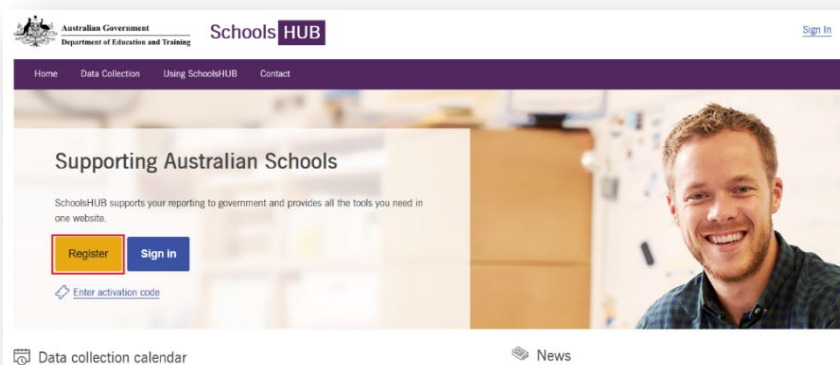 Australian Government
Department of Education and Training
Schools HUB
Sign In
Home Data Collection Using SchoolsHUB Contact
Supporting Australian Schools
SchoolsHUB supports your reporting to government and provides all the tools you need in
one website.
Register Sign in
Enter activation code
Data collection calendar
News